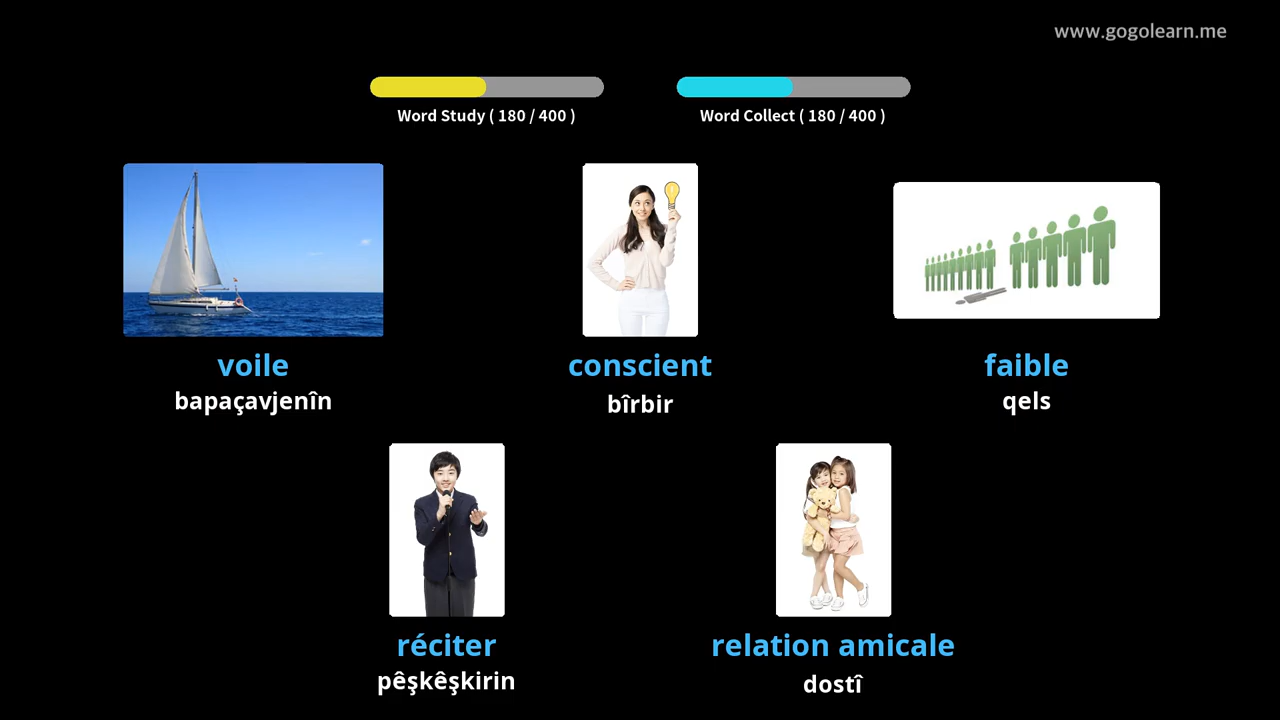 www.gogolearn.me
Word Study ( 180 / 400 )
Word Collect ( 180 / 400 )
voile
bapaçavjenîn
conscient
bîrbir
faible
qels
réciter
pêşkêşkirin
relation amicale
dostî